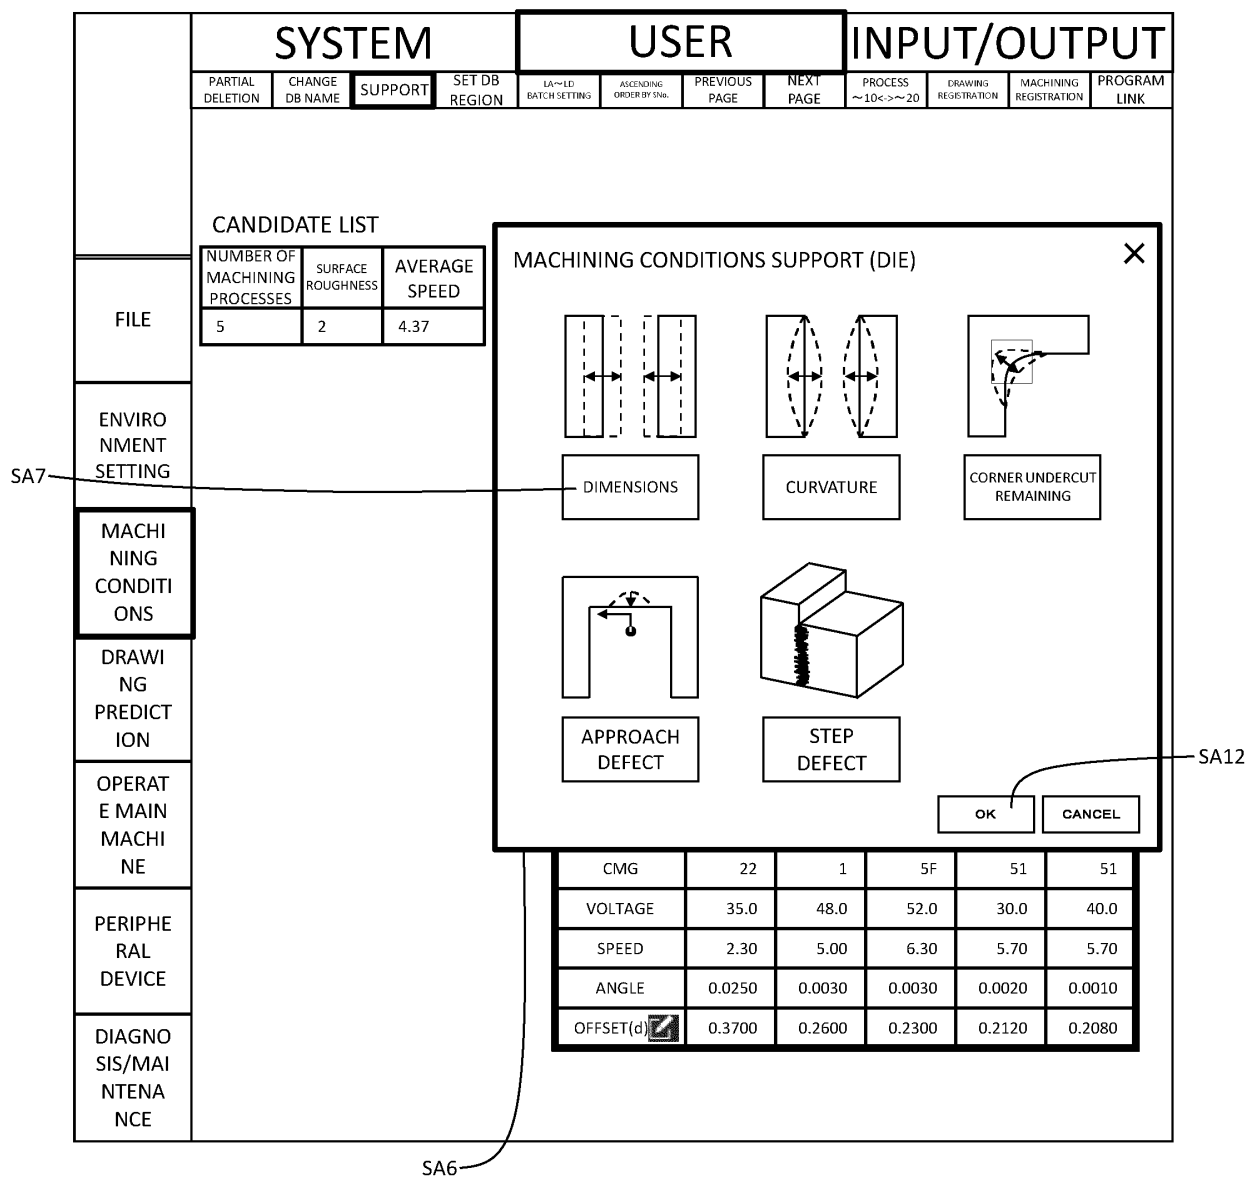 SYSTEM
USER
INPUT/OUTPUT
PARTIAL
DELETION
CHANGE
DB NAME
SUPPORT
SET DB
REGION
LA～LD
BATCH SETTING
ASCENDING
ORDER BY SNo.
PREVIOUS
PAGE
NEXT
PAGE
PROCESS
～10<->～20
DRAWING
REGISTRATION
MACHINING
REGISTRATION
PROGRAM
LINK
FILE
ENVIRO
NMENT
SETTING
MACHI
NING
CONDITI
ONS
DRAWI
NG
PREDICT
ION
OPERAT
E MAIN
MACHI
NE
PERIPHE
RAL
DEVICE
DIAGNO
SIS/MAI
NTENA
NCE
CANDIDATE LIST
NUMBER OF
MACHINING
PROCESSES
SURFACE
ROUGHNESS
AVERAGE
SPEED
5 2 4.37
MACHINING CONDITIONS SUPPORT (DIE)
SA7
DIMENSIONS
CURVATURE
CORNER UNDERCUT
REMAINING
APPROACH
DEFECT
STEP
DEFECT
SA12
OK
CANCEL
CMG 22 1 5F 51 51
VOLTAGE 35.0 48.0 52.0 30.0 40.0
SPEED 2.30 5.00 6.30 5.70 5.70
ANGLE 0.0250 0.0030 0.0030 0.0020 0.0010
OFFSET(d) 0.3700 0.2600 0.2300 0.2120 0.2080
SA6